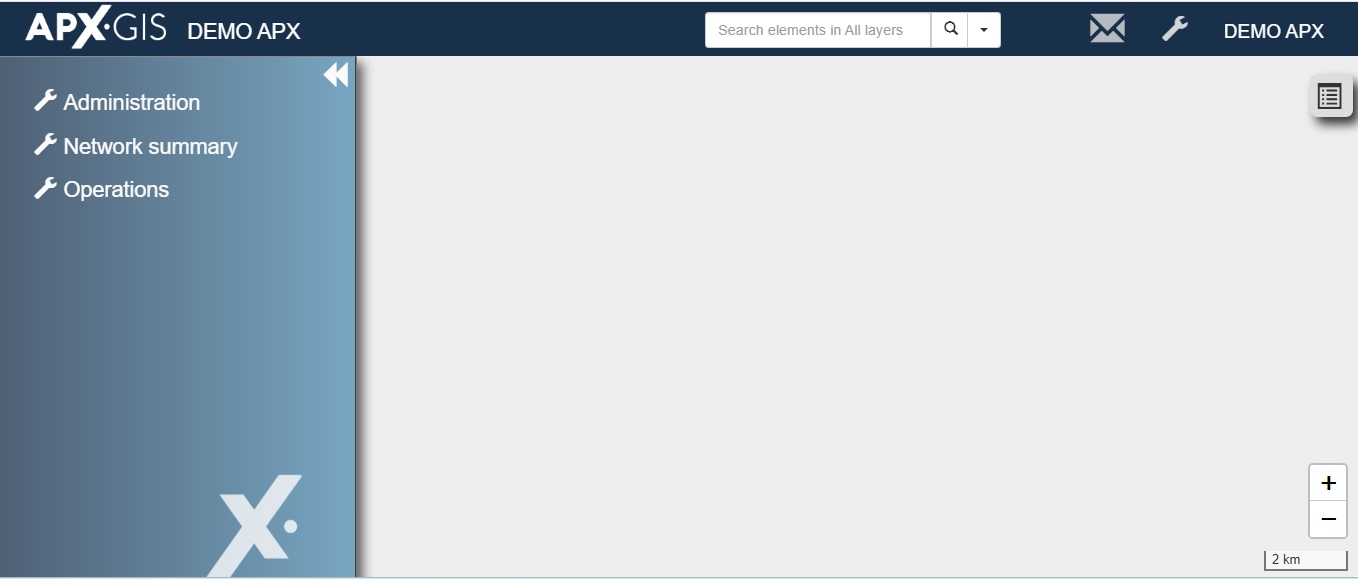 APX·GIS DEMO APX
Search elements in All layers
DEMO APX
Administration
Network summary
Operations
X·
+
−
2 km